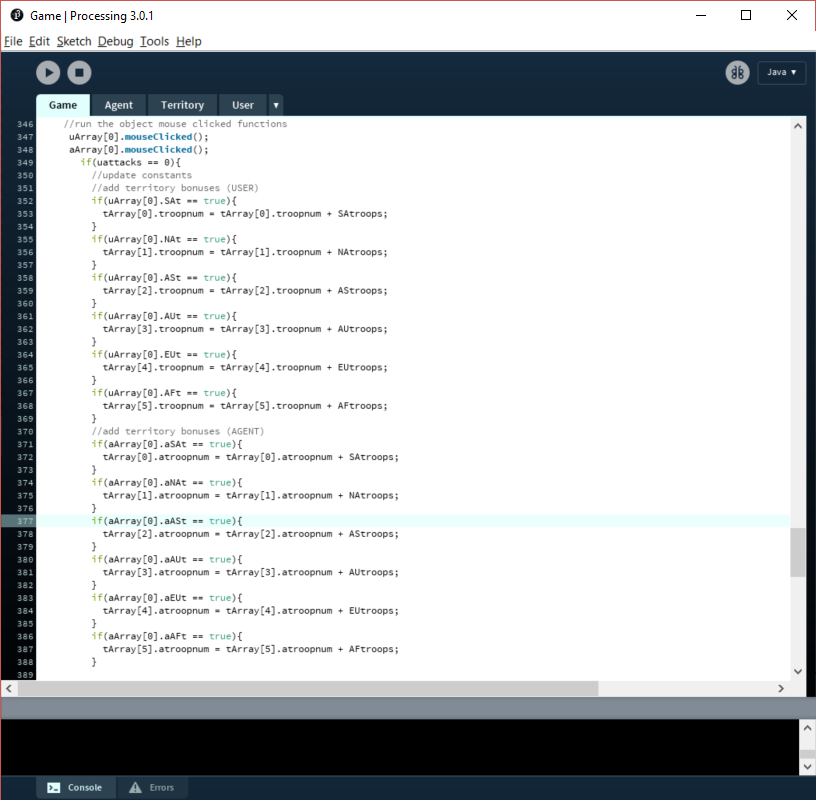 Game | Processing 3.0.1
File Edit Sketch Debug Tools Help
Java ▼
Game Agent Territory User ▼
346 //run the object mouse clicked functions
347 uArray[0].mouseClicked();
348 aArray[0].mouseClicked();
349 if(uattacks == 0){
350 //update constants
351 //add territory bonuses (USER)
352 if(uArray[0].SAt == true){
353 tArray[0].troopnum = tArray[0].troopnum + SAtroops;
354 }
355 if(uArray[0].NAt == true){
356 tArray[1].troopnum = tArray[1].troopnum + NAtroops;
357 }
358 if(uArray[0].ASt == true){
359 tArray[2].troopnum = tArray[2].troopnum + AStroops;
360 }
361 if(uArray[0].AUt == true){
362 tArray[3].troopnum = tArray[3].troopnum + AUtroops;
363 }
364 if(uArray[0].EUt == true){
365 tArray[4].troopnum = tArray[4].troopnum + EUtroops;
366 }
367 if(uArray[0].AFt == true){
368 tArray[5].troopnum = tArray[5].troopnum + AFtroops;
369 }
370 //add territory bonuses (AGENT)
371 if(aArray[0].aSAt == true){
372 tArray[0].atroopnum = tArray[0].atroopnum + SAtroops;
373 }
374 if(aArray[0].aNAt == true){
375 tArray[1].atroopnum = tArray[1].atroopnum + NAtroops;
376 }
377 if(aArray[0].aASt == true){
378 tArray[2].atroopnum = tArray[2].atroopnum + AStroops;
379 }
380 if(aArray[0].aAUt == true){
381 tArray[3].atroopnum = tArray[3].atroopnum + AUtroops;
382 }
383 if(aArray[0].aEUt == true){
384 tArray[4].atroopnum = tArray[4].atroopnum + EUtroops;
385 }
386 if(aArray[0].aAFt == true){
387 tArray[5].atroopnum = tArray[5].atroopnum + AFtroops;
388 }
389
Console Errors